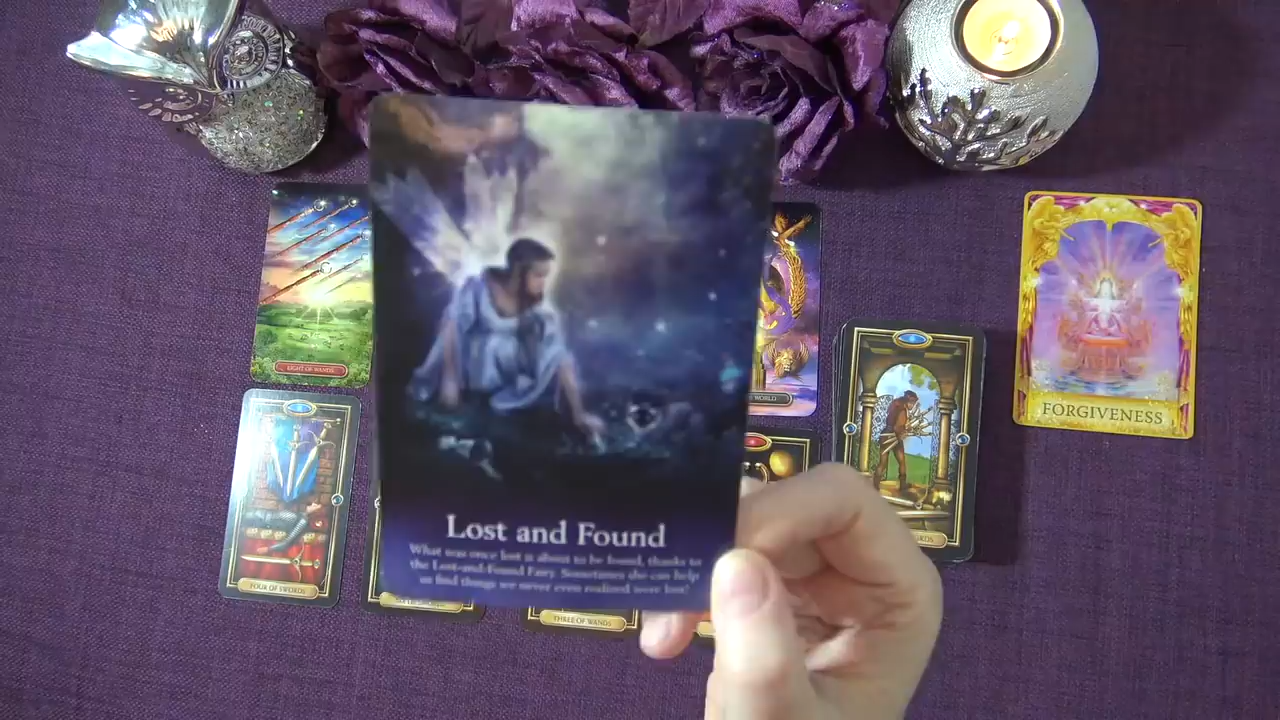 EIGHT OF WANDS
WORLD
FORGIVENESS
Lost and Found
What was once lost is about to be found, thanks to
the Lost-and-Found Fairy. Sometimes she can help
us find things we never even realized were lost!
FOUR OF SWORDS
THREE OF WANDS